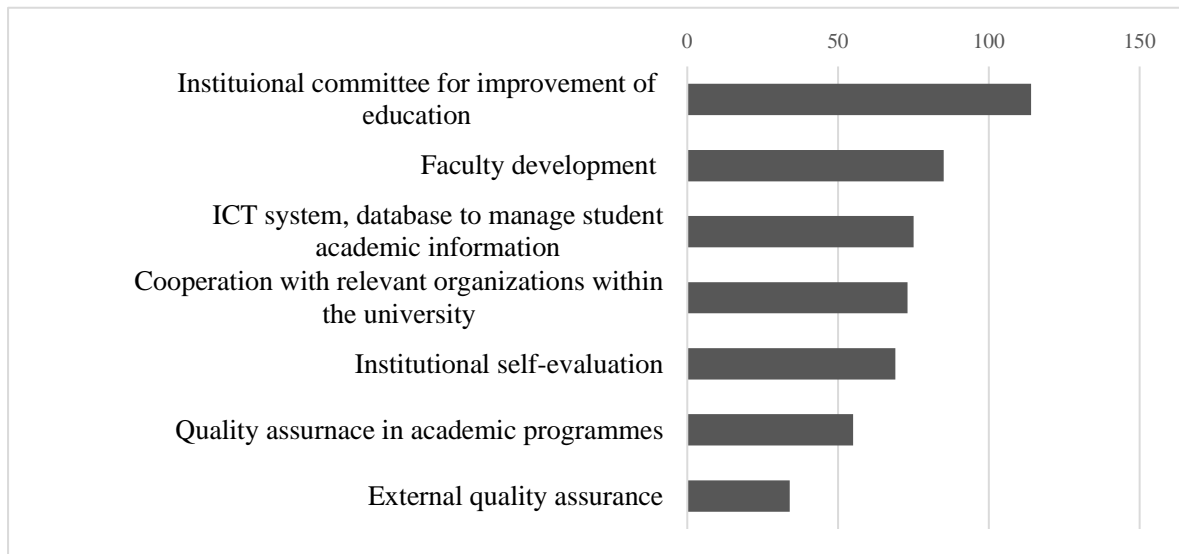 0 50 100 150
Instituional committee for improvement of
education
Faculty development
ICT system, database to manage student
academic information
Cooperation with relevant organizations within
the university
Institutional self-evaluation
Quality assurnace in academic programmes
External quality assurance